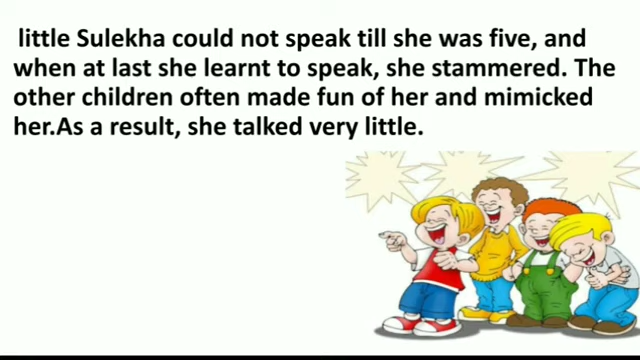 little Sulekha could not speak till she was five, and
when at last she learnt to speak, she stammered. The
other children often made fun of her and mimicked
her.As a result, she talked very little.